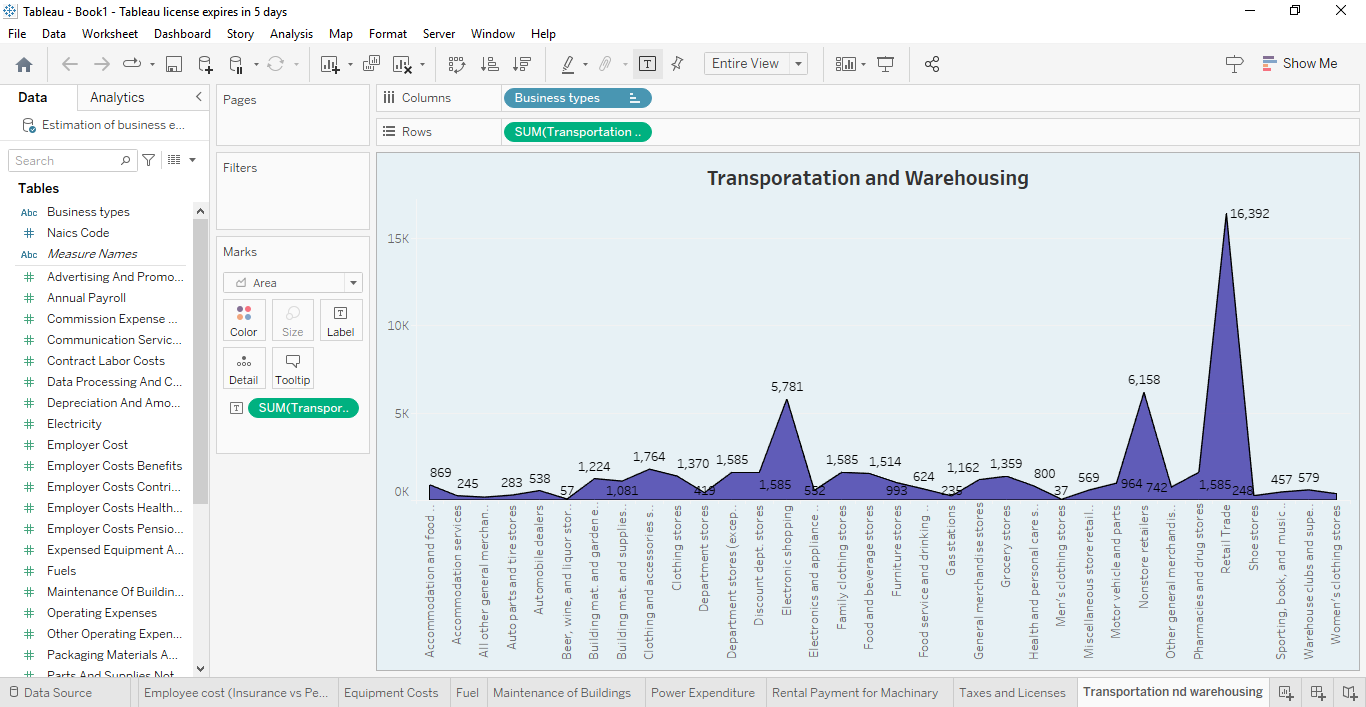 Tableau - Book1 - Tableau license expires in 5 days
File Data Worksheet Dashboard Story Analysis Map Format Server Window Help
Entire View
Show Me
Data Analytics
Estimation of business e...
Search
Tables
Abc Business types
# Naics Code
Abc Measure Names
# Advertising And Promo...
# Annual Payroll
# Commission Expense ...
# Communication Servic...
# Contract Labor Costs
# Data Processing And C...
# Depreciation And Amo...
# Electricity
# Employer Cost
# Employer Costs Benefits
# Employer Costs Contri...
# Employer Costs Health...
# Employer Costs Pensio...
# Expensed Equipment A...
# Fuels
# Maintenance Of Buildin...
# Operating Expenses
# Other Operating Expen...
# Packaging Materials A...
# Parts And Supplies Not
Pages
Filters
Marks
Area
Color Size Label
Detail Tooltip
T SUM(Transpor..
Columns Business types
Rows SUM(Transportation ..
Transporatation and Warehousing
15K
10K
5K
0K
869
245
283
538
57
1,224
1,081
1,764
1,370
419
1,585
1,585
5,781
552
1,585
1,514
993
624
235
1,162
1,359
800
37
569
964
6,158
742
1,585
16,392
248
457
579
Accommodation and food ..
Accommodation services
All other general merchan..
Auto parts and tire stores
Automobile dealers
Beer, wine, and liquor stor..
Building mat. and garden e..
Building mat. and supplies..
Clothing and accessories s..
Clothing stores
Department stores
Department stores (excep..
Discount dept. stores
Electronic shopping
Electronics and appliance ..
Family clothing stores
Food and beverage stores
Furniture stores
Food service and drinking ..
Gas stations
General merchandise stores
Grocery stores
Health and personal care s..
Men's clothing stores
Miscellaneous store retail..
Motor vehicle and parts
Nonstore retailers
Other general merchandis..
Pharmacies and drug stores
Retail Trade
Shoe stores
Sporting, book, and music ..
Warehouse clubs and supe..
Women's clothing stores
Data Source
Employee cost (Insurance vs Pe...
Equipment Costs
Fuel
Maintenance of Buildings
Power Expenditure
Rental Payment for Machinary
Taxes and Licenses
Transportation nd warehousing